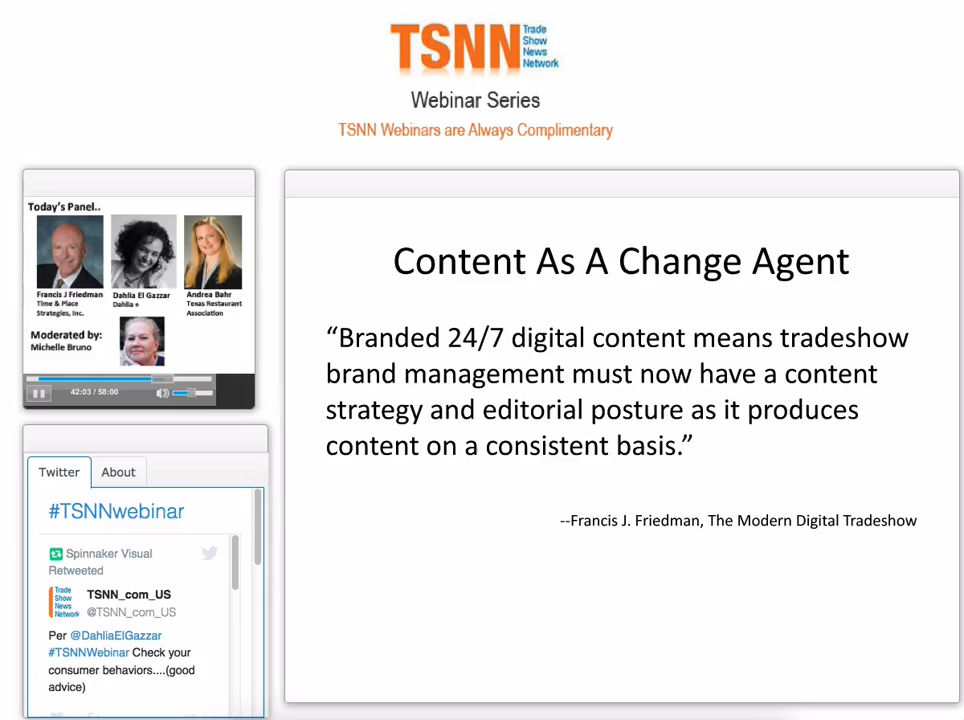 TSNN
Trade
Show
News
Network
Webinar Series
TSNN Webinars are Always Complimentary
Today's Panel..
Francis J Friedman
Time & Place
Strategies, Inc.
Dahlia El Gazzar
Dahlia +
Andrea Bahr
Texas Restaurant
Association
Moderated by:
Michelle Bruno
42:03 / 58:00
Twitter
About
#TSNNwebinar
Spinnaker Visual
Retweeted
Trade
Show
News
Network
TSNN_com_US
@TSNN_com_US
Per @DahliaElGazzar
#TSNNWebinar Check your
consumer behaviors....(good
advice)
Content As A Change Agent
“Branded 24/7 digital content means tradeshow
brand management must now have a content
strategy and editorial posture as it produces
content on a consistent basis.”
--Francis J. Friedman, The Modern Digital Tradeshow